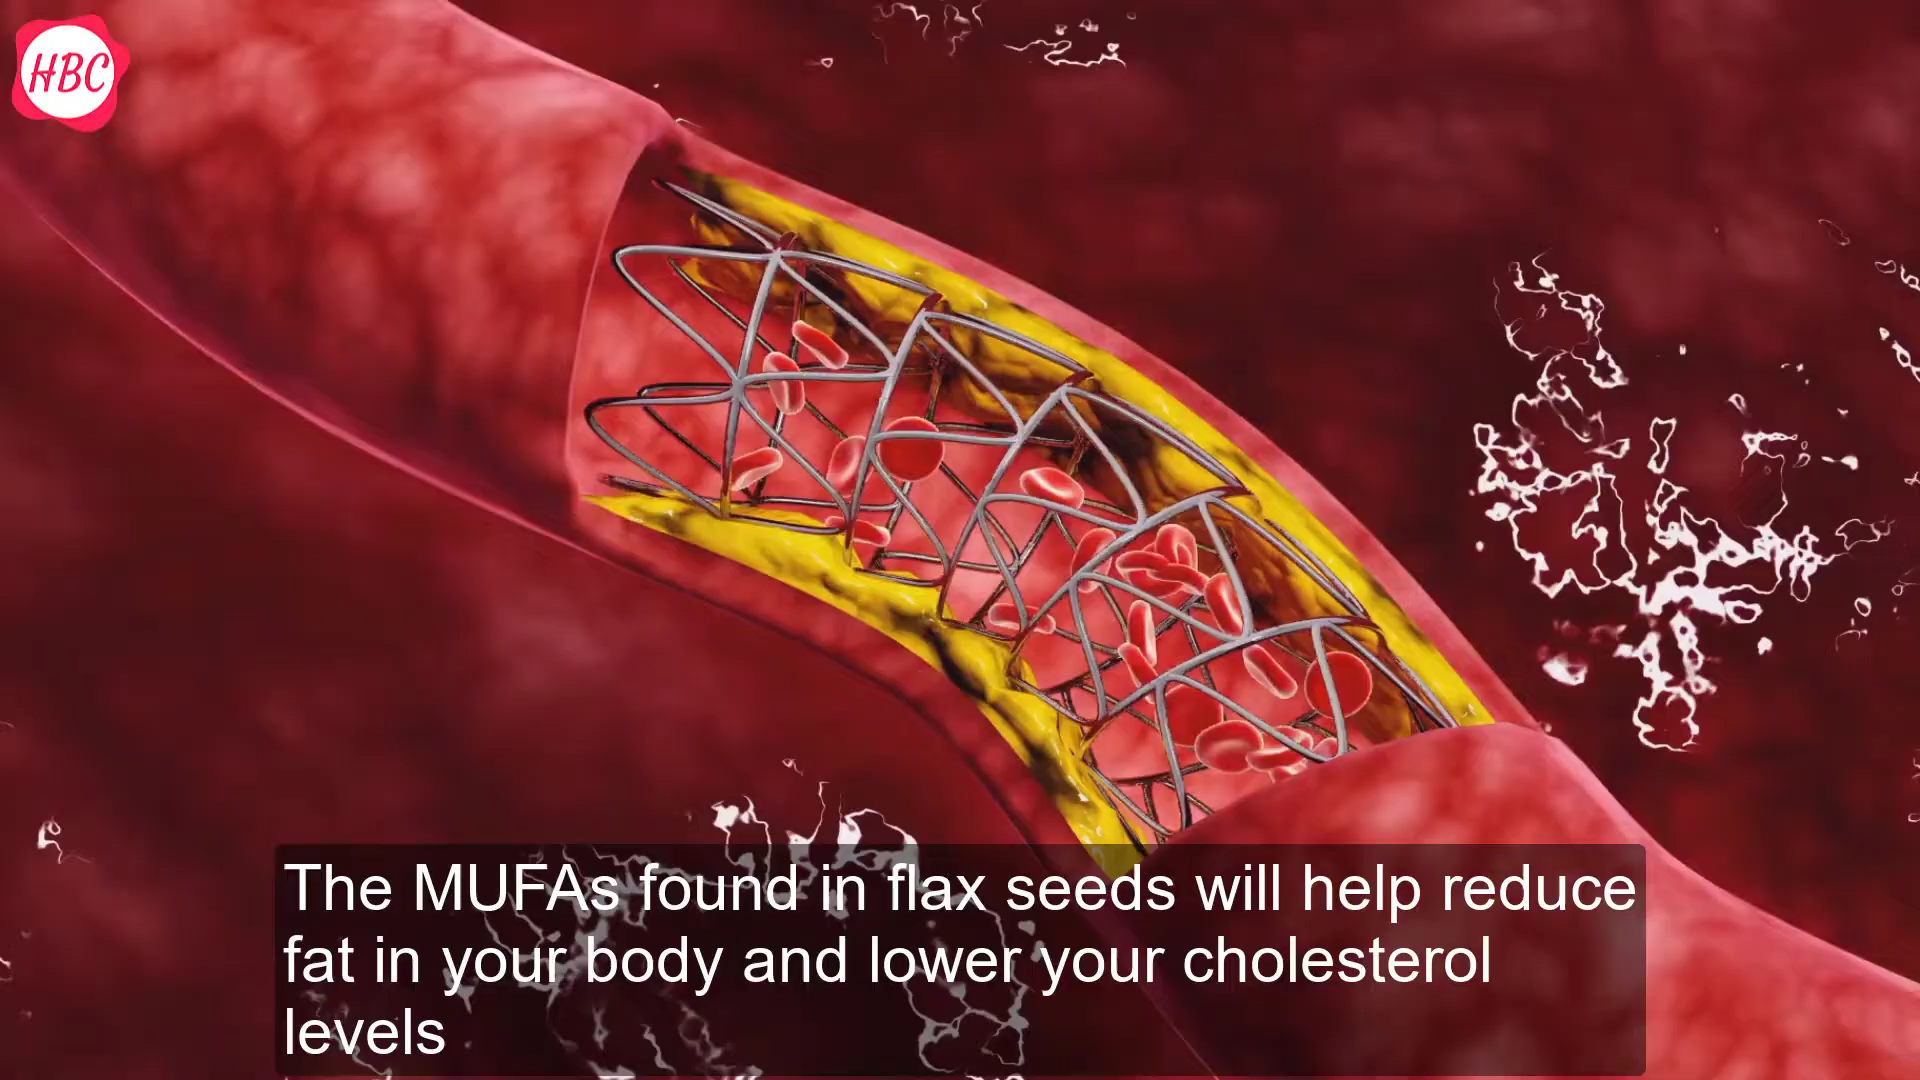 HBC
The MUFAs found in flax seeds will help reduce
fat in your body and lower your cholesterol
levels